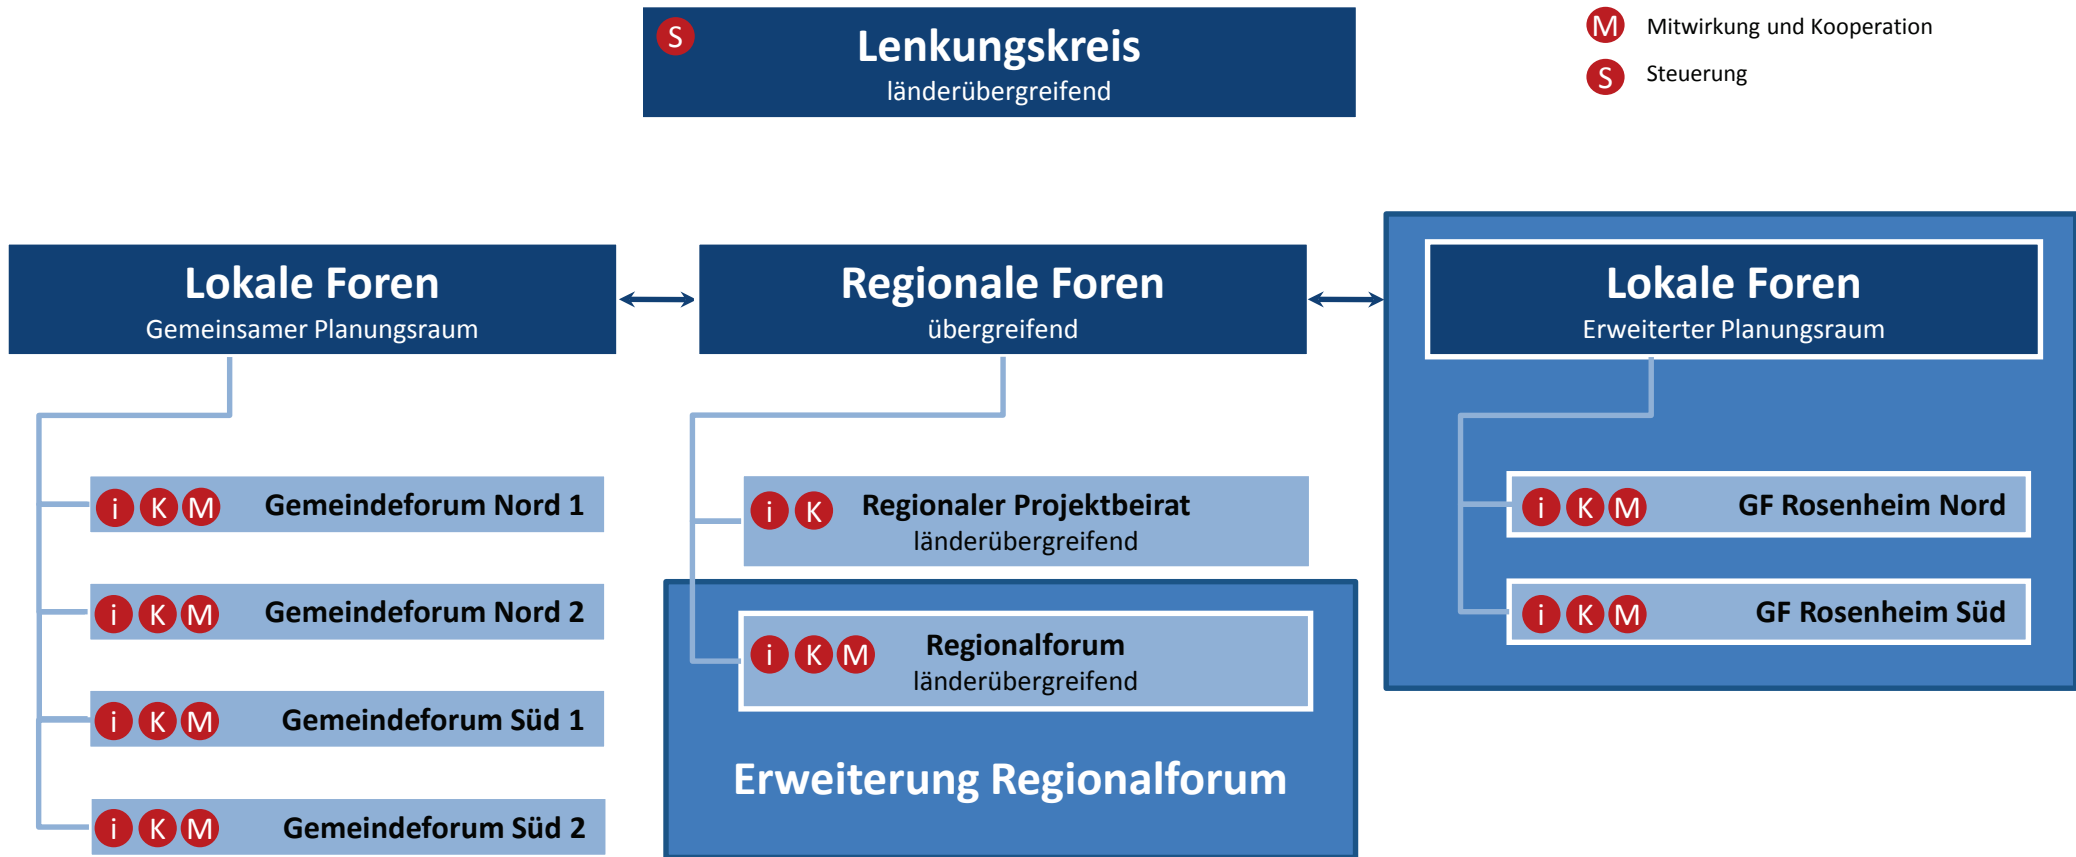 S
Lenkungskreis
länderübergreifend
M Mitwirkung und Kooperation
S Steuerung
Lokale Foren
Gemeinsamer Planungsraum
Regionale Foren
übergreifend
Lokale Foren
Erweiterter Planungsraum
i K M Gemeindeforum Nord 1
i K M Gemeindeforum Nord 2
i K M Gemeindeforum Süd 1
i K M Gemeindeforum Süd 2
i K Regionaler Projektbeirat
länderübergreifend
i K M Regionalforum
länderübergreifend
Erweiterung Regionalforum
i K M GF Rosenheim Nord
i K M GF Rosenheim Süd